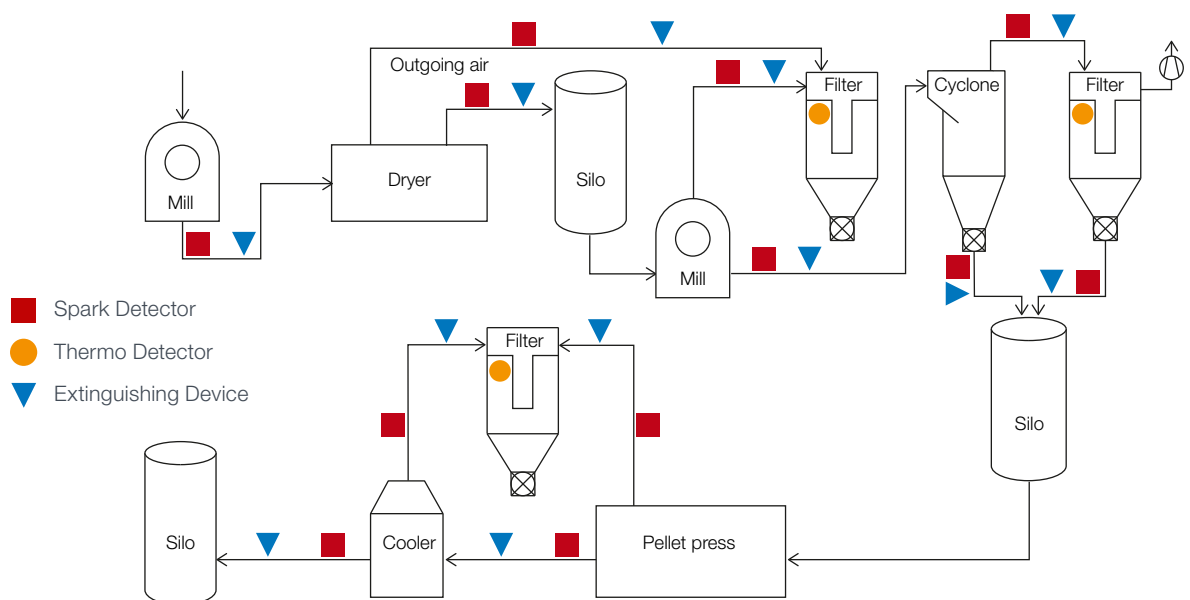 Outgoing air
Filter
Cyclone
Filter
Dryer
Silo
Mill
Mill
Spark Detector
Thermo Detector
Extinguishing Device
Filter
Silo
Silo
Cooler
Pellet press